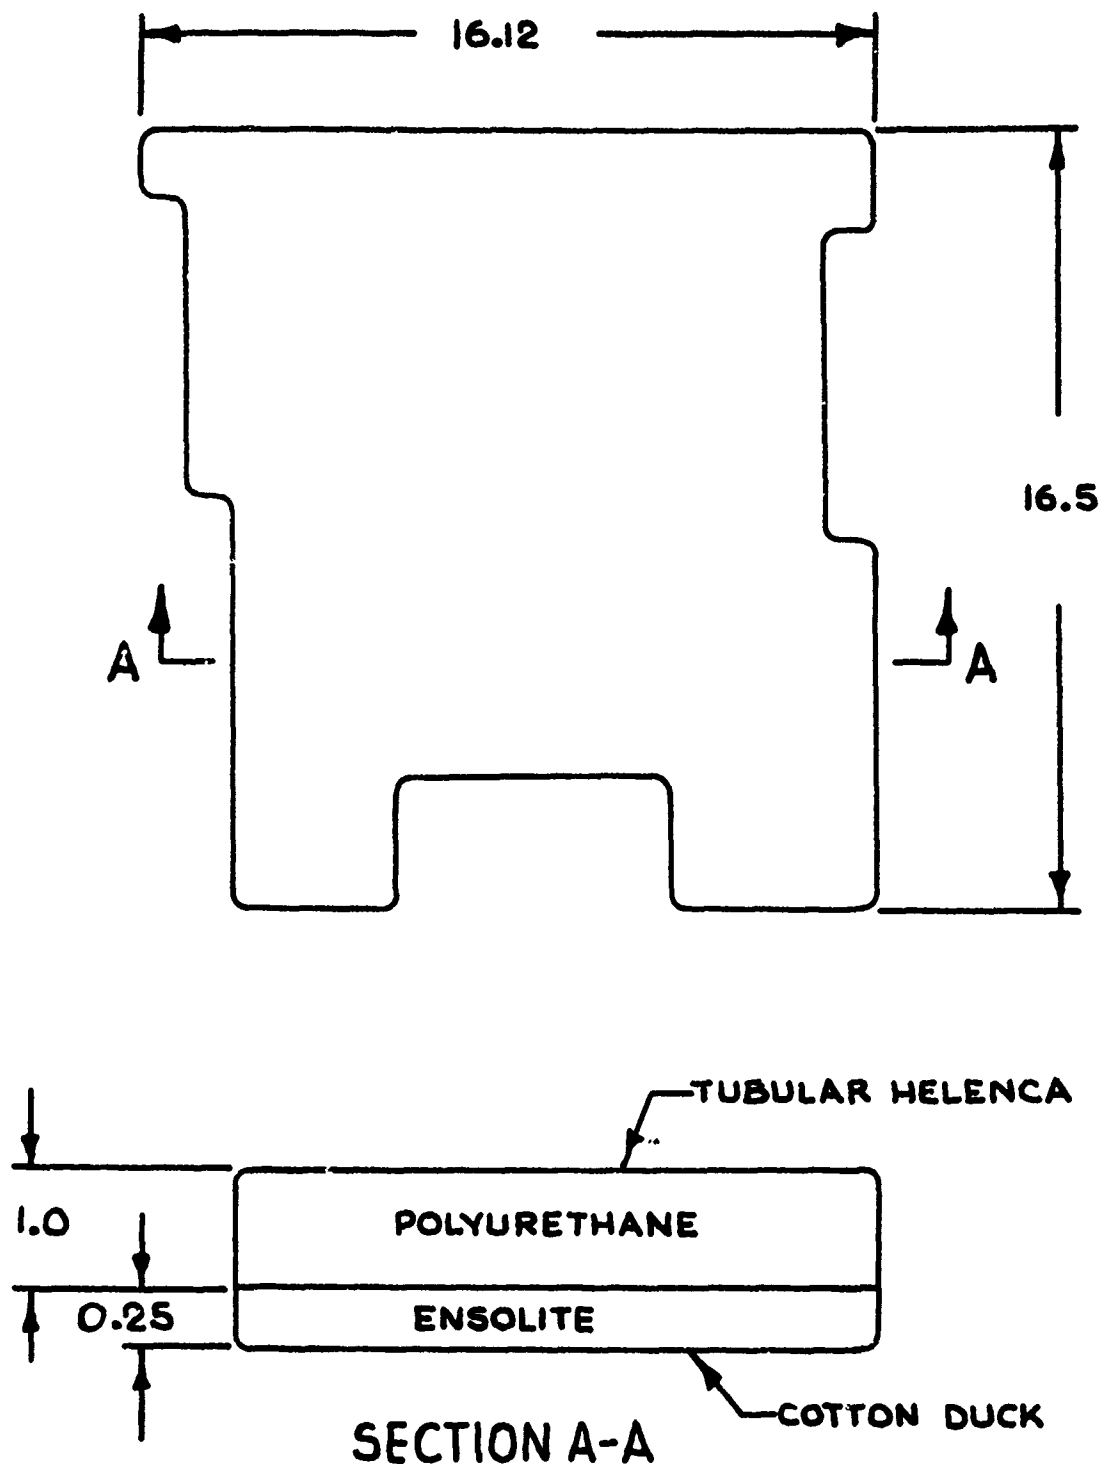 16.12
16.5
A
A
TUBULAR HELENCA
1.0
POLYURETHANE
0.25
ENSOLITE
COTTON DUCK
SECTION A-A